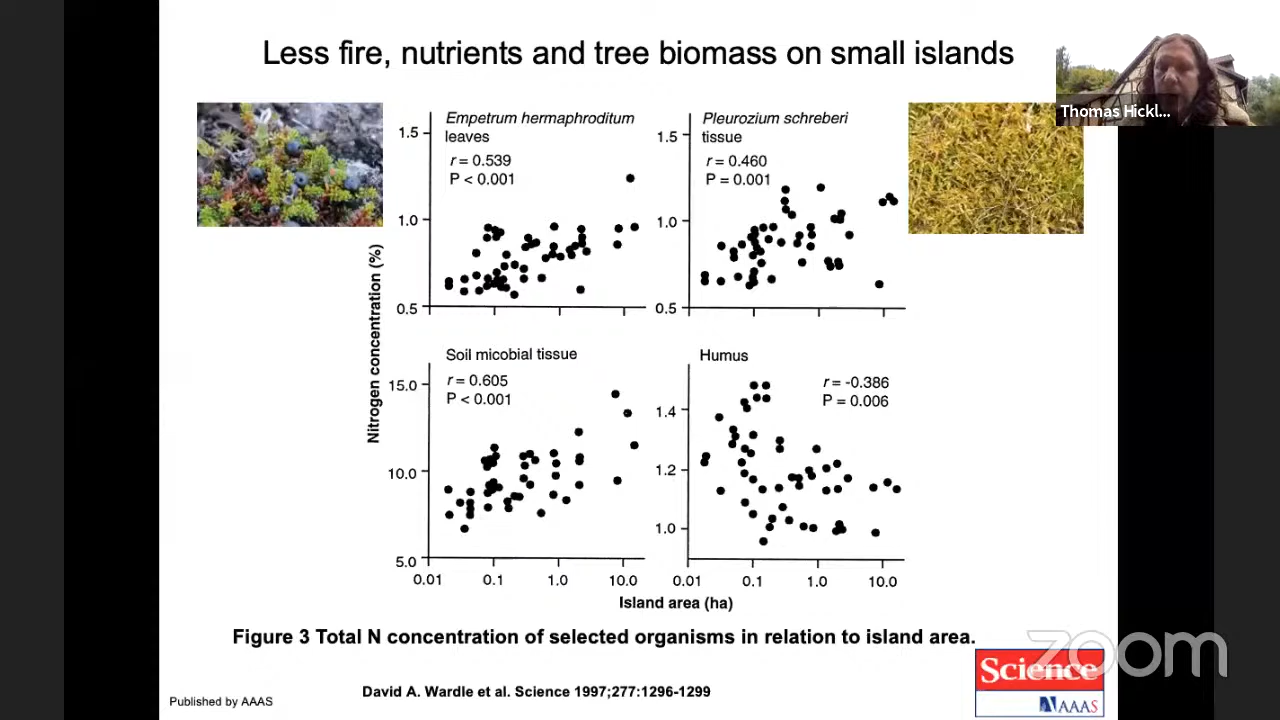 Less fire, nutrients and tree biomass on small islands
Thomas Hickl...
Empetrum hermaphroditum
leaves
r = 0.539
P < 0.001
1.5
1.0
0.5
Pleurozium schreberi
tissue
r = 0.460
P = 0.001
1.5
1.0
0.5
Nitrogen concentration (%)
Soil micobial tissue
r = 0.605
P < 0.001
15.0
10.0
5.0
0.01 0.1 1.0 10.0
Humus
r = -0.386
P = 0.006
1.4
1.2
1.0
0.01 0.1 1.0 10.0
Island area (ha)
Figure 3 Total N concentration of selected organisms in relation to island area.
zoom
Science
AAAS
David A. Wardle et al. Science 1997;277:1296-1299
Published by AAAS